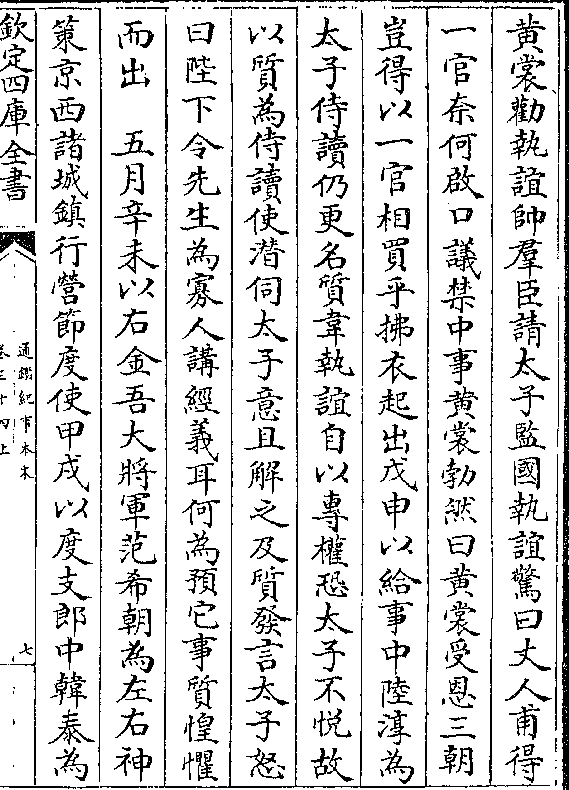 黄裳勸執誼帥羣臣請太子監國執誼驚曰丈人甫得
一官奈何啟口議禁中事黄裳勃然曰黄裳受恩三朝
豈得以一官相買乎拂衣起出戊申以給事中陸淳為
太子侍讀仍更名質韋執誼自以專權恐太子不悦故
以質為侍讀使潜伺太子意且解之及質發言太子怒
曰陛下令先生為寡人講經義耳何為預它事質惶懼
而出　五月辛未以右金吾大將軍范希朝為左右神
策京西諸城鎮行營節度使甲戌以度支郎中韓泰為
欽定四庫全書
通鑑紀事本末
卷三十四上
七